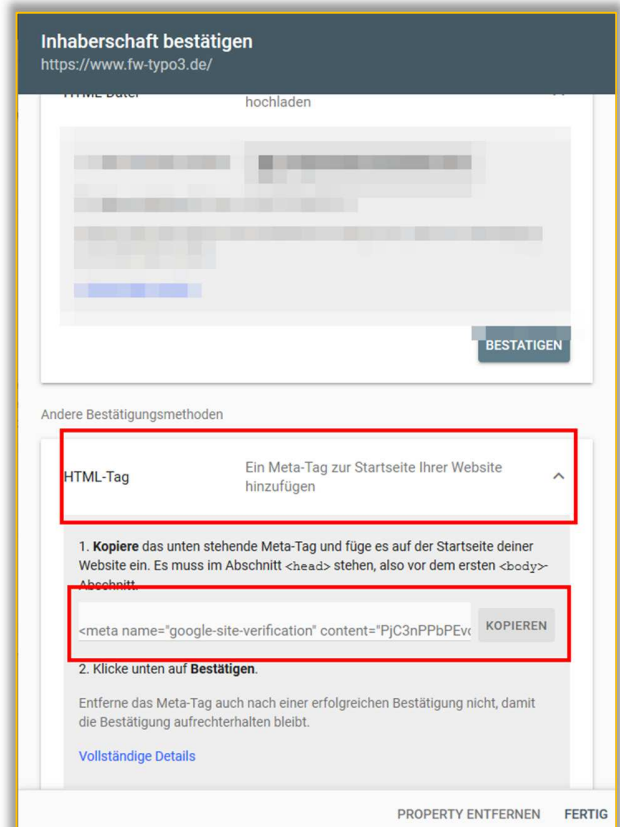 Inhaberschaft bestätigen
https://www.fw-typo3.de/
HTML-Datei
hochladen
BESTÄTIGEN
Andere Bestätigungsmethoden
HTML-Tag
Ein Meta-Tag zur Startseite Ihrer Website
hinzufügen
1. Kopiere das unten stehende Meta-Tag und füge es auf der Startseite deiner
Website ein. Es muss im Abschnitt <head> stehen, also vor dem ersten <body>-
Abschnitt.
<meta name="google-site-verification" content="PjC3nPPbPEvc
KOPIEREN
2. Klicke unten auf Bestätigen.
Entferne das Meta-Tag auch nach einer erfolgreichen Bestätigung nicht, damit
die Bestätigung aufrechterhalten bleibt.
Vollständige Details
PROPERTY ENTFERNEN
FERTIG